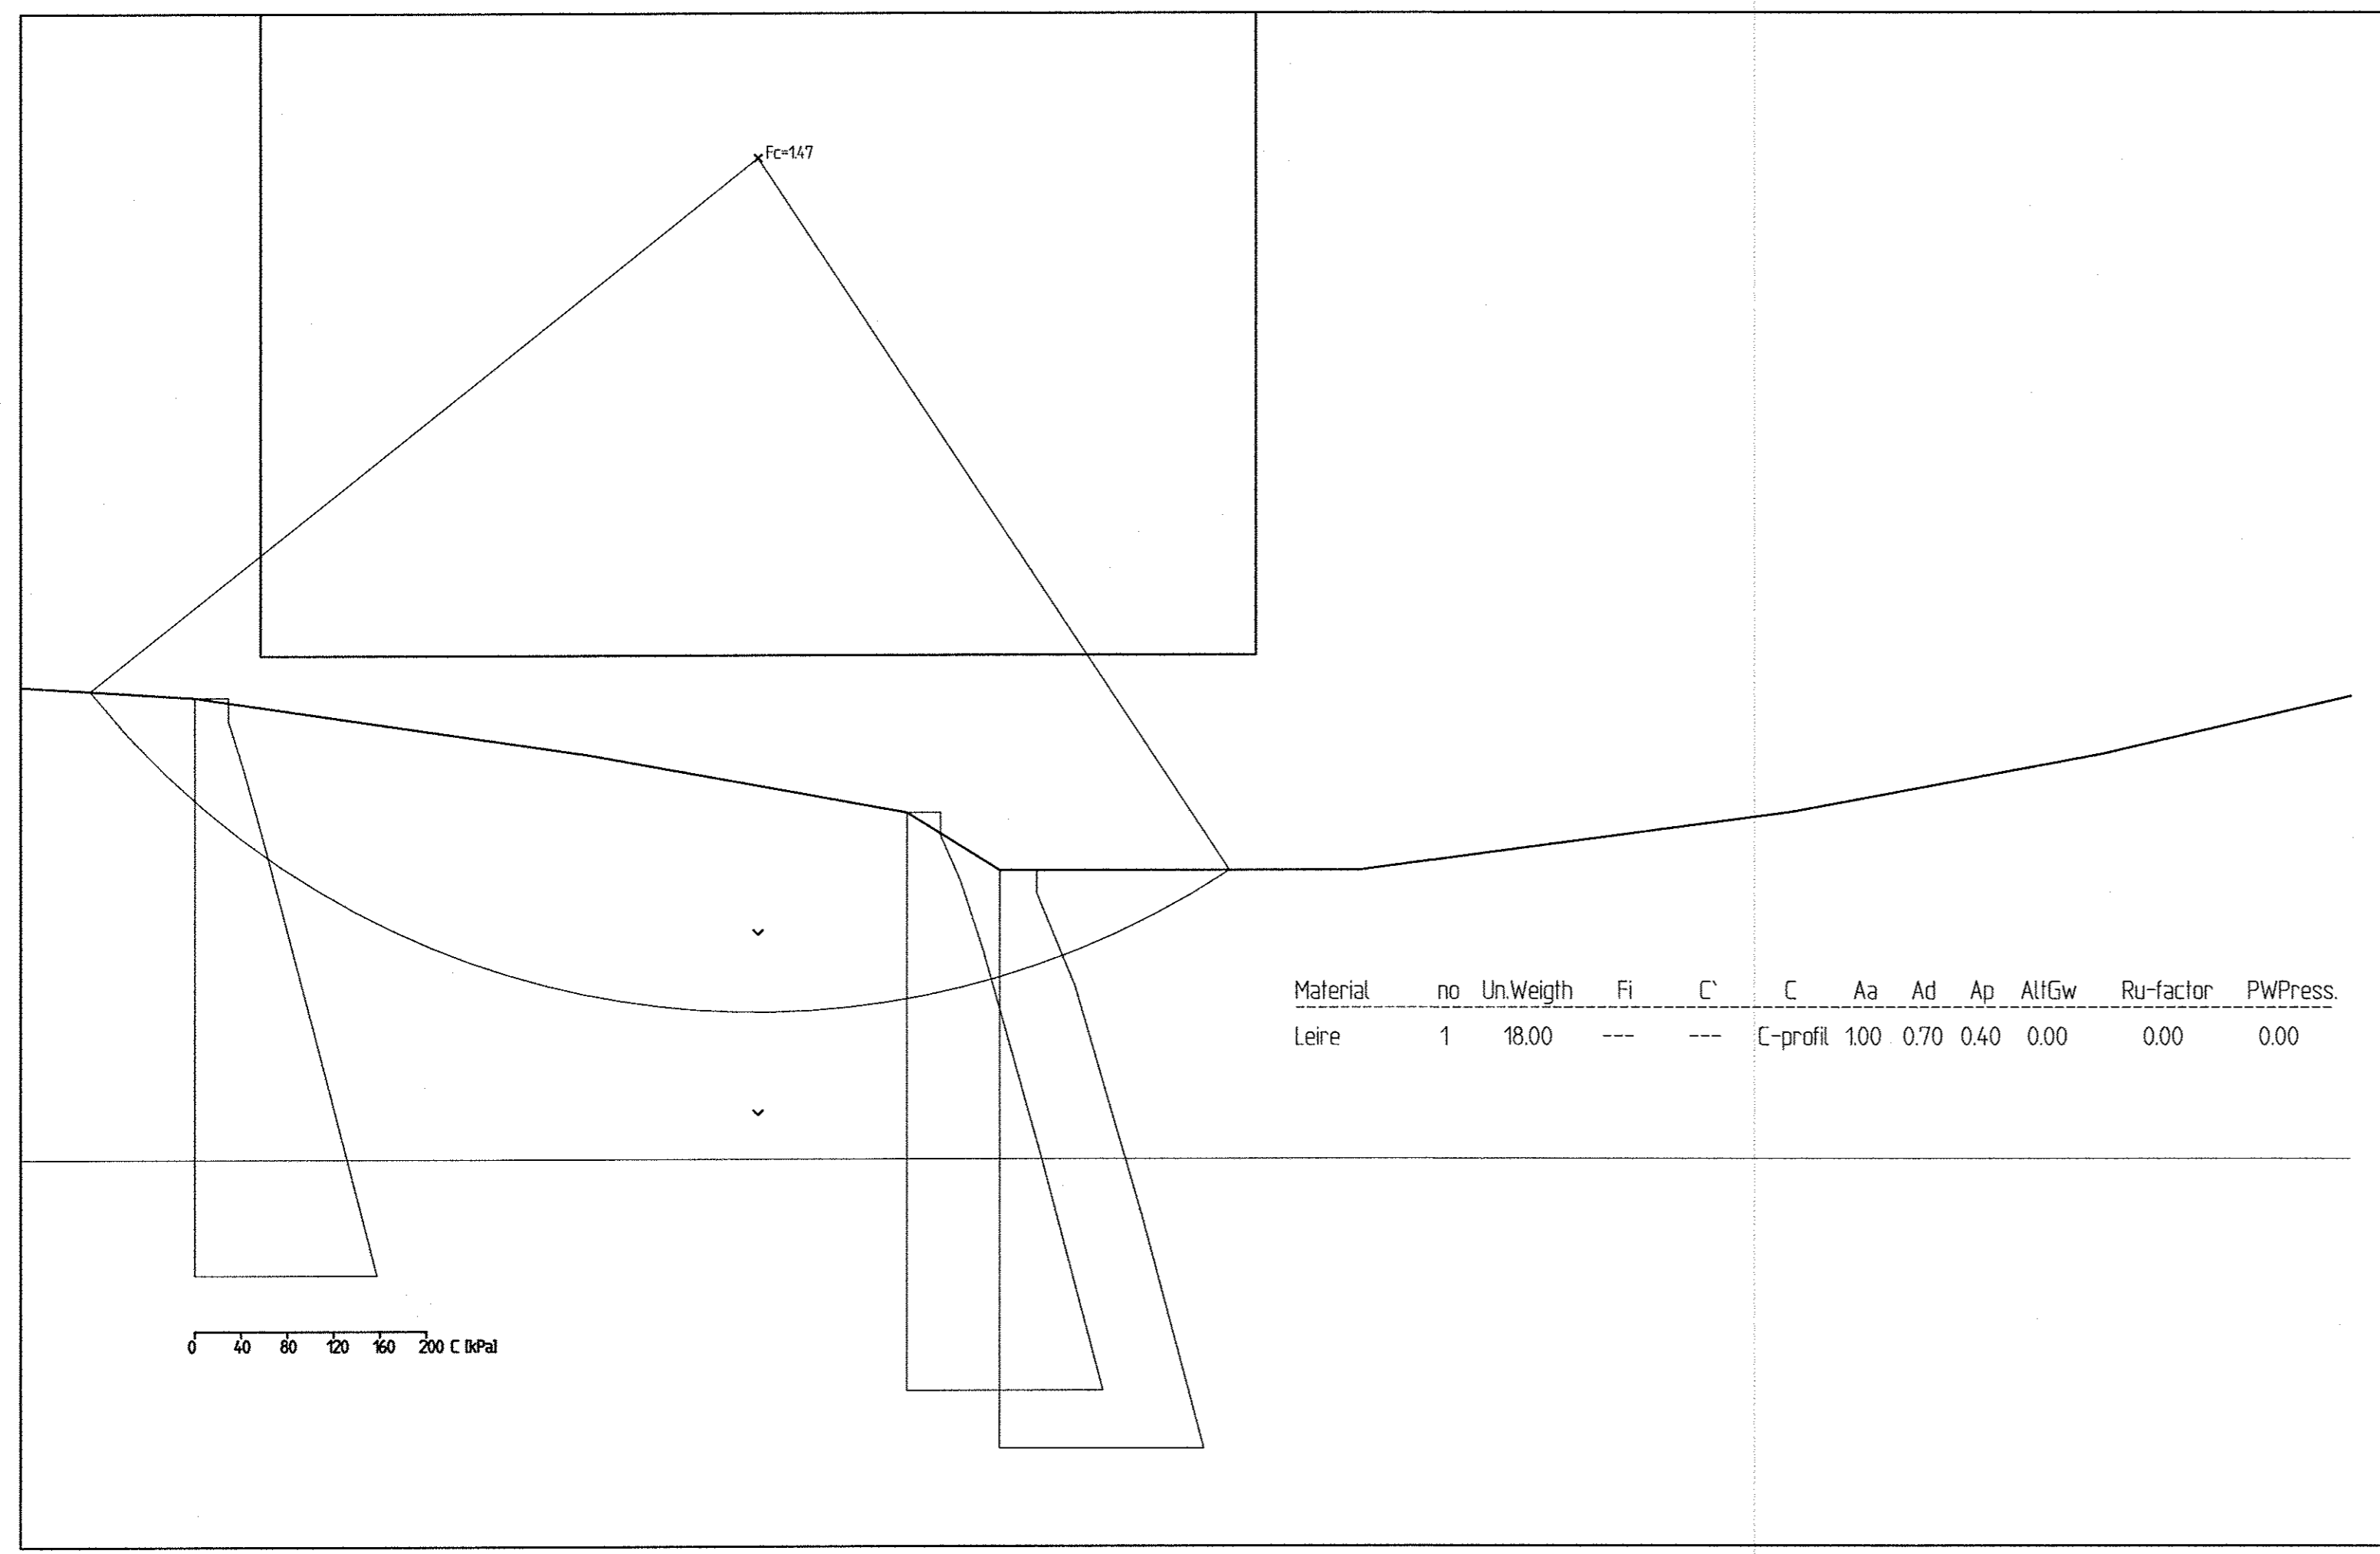 Fc=1.47
Material no Un.Weigth Fi C` C Aa Ad Ap AlfGw Ru-factor PWPress.
Leire 1 18.00 --- --- C-profil 1.00 0.70 0.40 0.00 0.00 0.00
0 40 80 120 160 200 C [kPa]